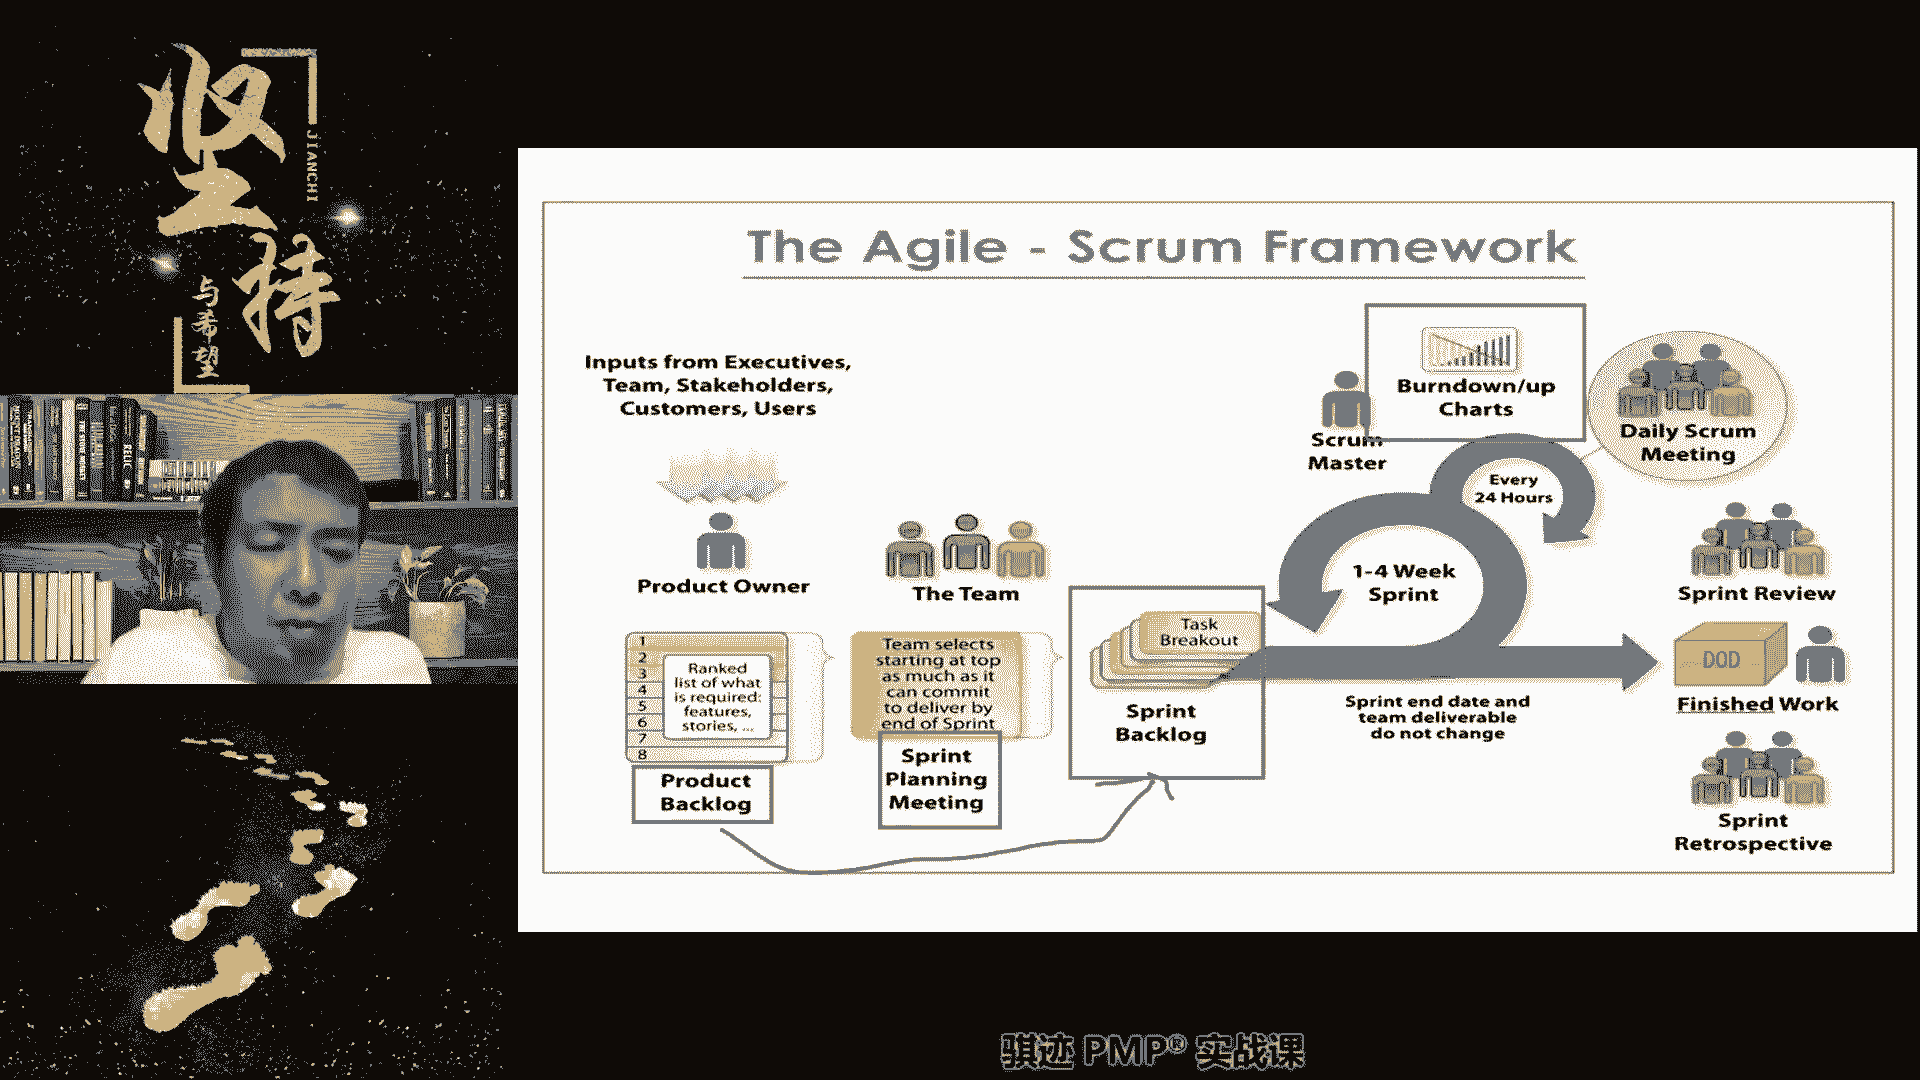 坚持
JIANCHI
与希望
The Agile - Scrum Framework
Inputs from Executives,
Team, Stakeholders,
Customers, Users
Product Owner
The Team
1
2
3
4
5
6
7
8
Ranked
list of what
is required:
features,
stories, ...
Product
Backlog
Team selects
starting at top
as much as it
can commit
to deliver by
end of Sprint
Sprint
Planning
Meeting
Task
Breakout
Sprint
Backlog
Scrum
Master
Burndown/up
Charts
Every
24 Hours
Daily Scrum
Meeting
1-4 Week
Sprint
Sprint end date and
team deliverable
do not change
Sprint Review
DOD
Finished Work
Sprint
Retrospective
骐迹 PMP® 实战课